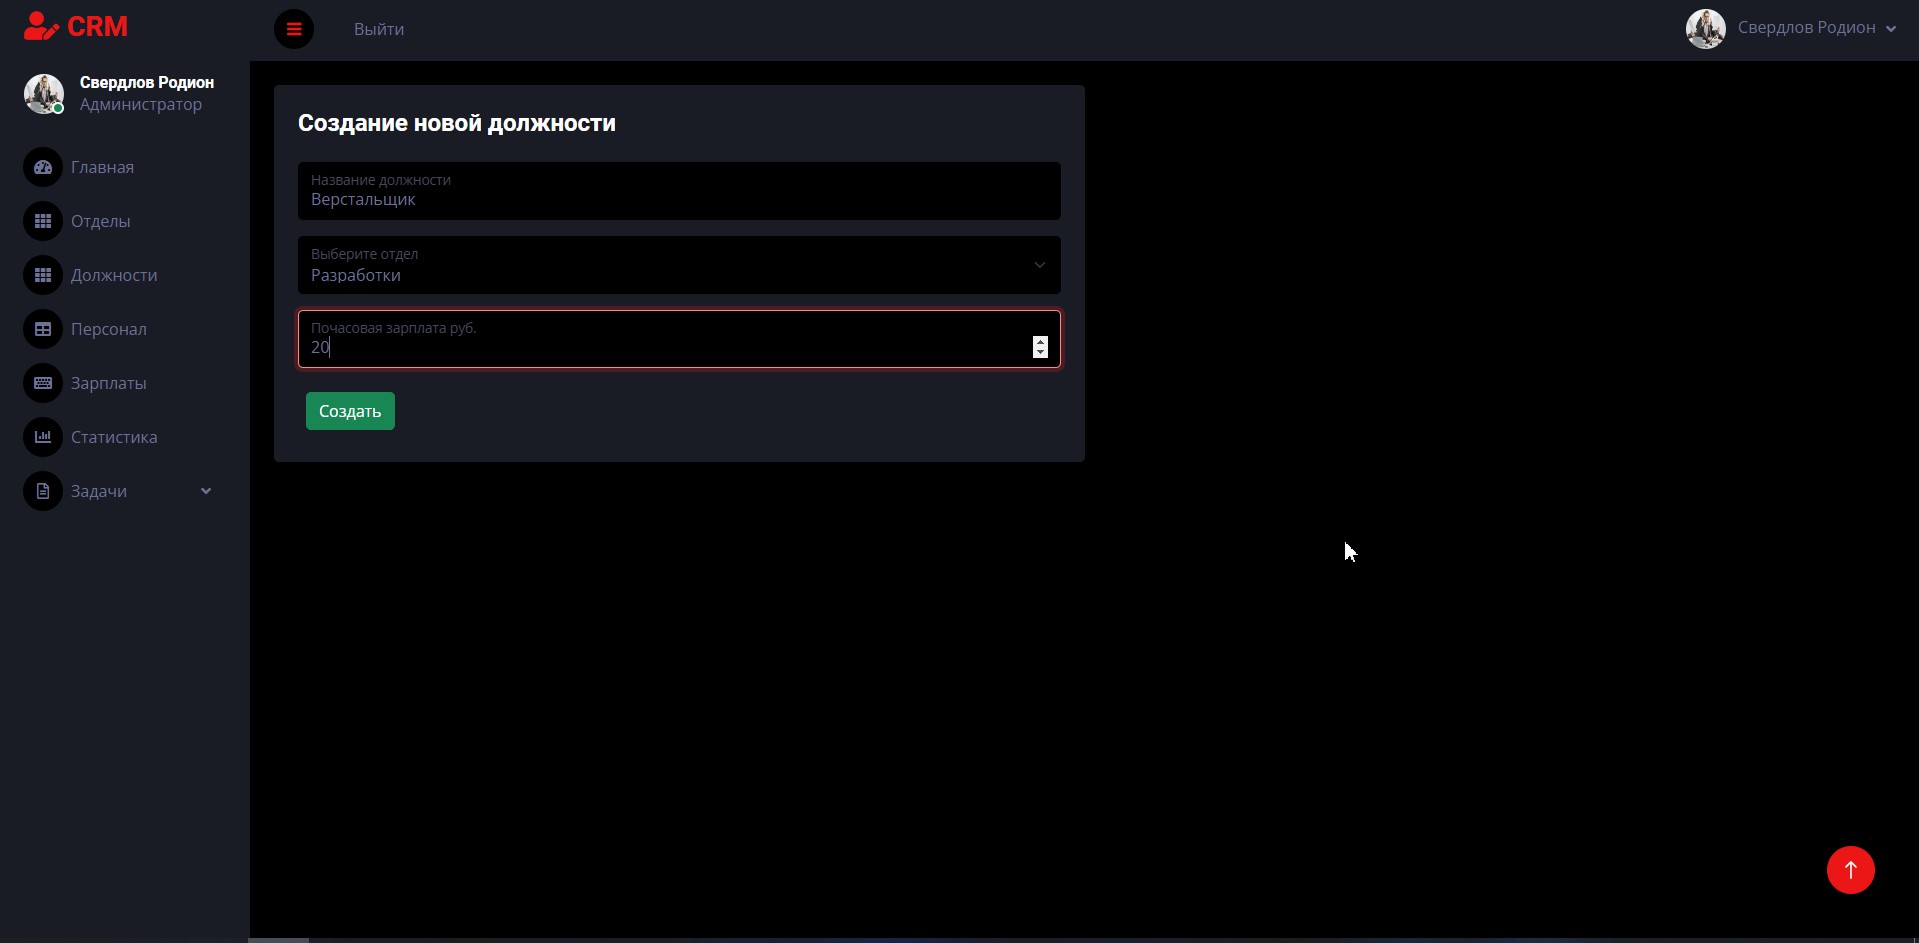 CRM
Выйти
Свердлов Родион
Свердлов Родион
Администратор
Главная
Отделы
Должности
Персонал
Зарплаты
Статистика
Задачи
Создание новой должности
Название должности
Верстальщик
Выберите отдел
Разработки
Почасовая зарплата руб.
20
Создать